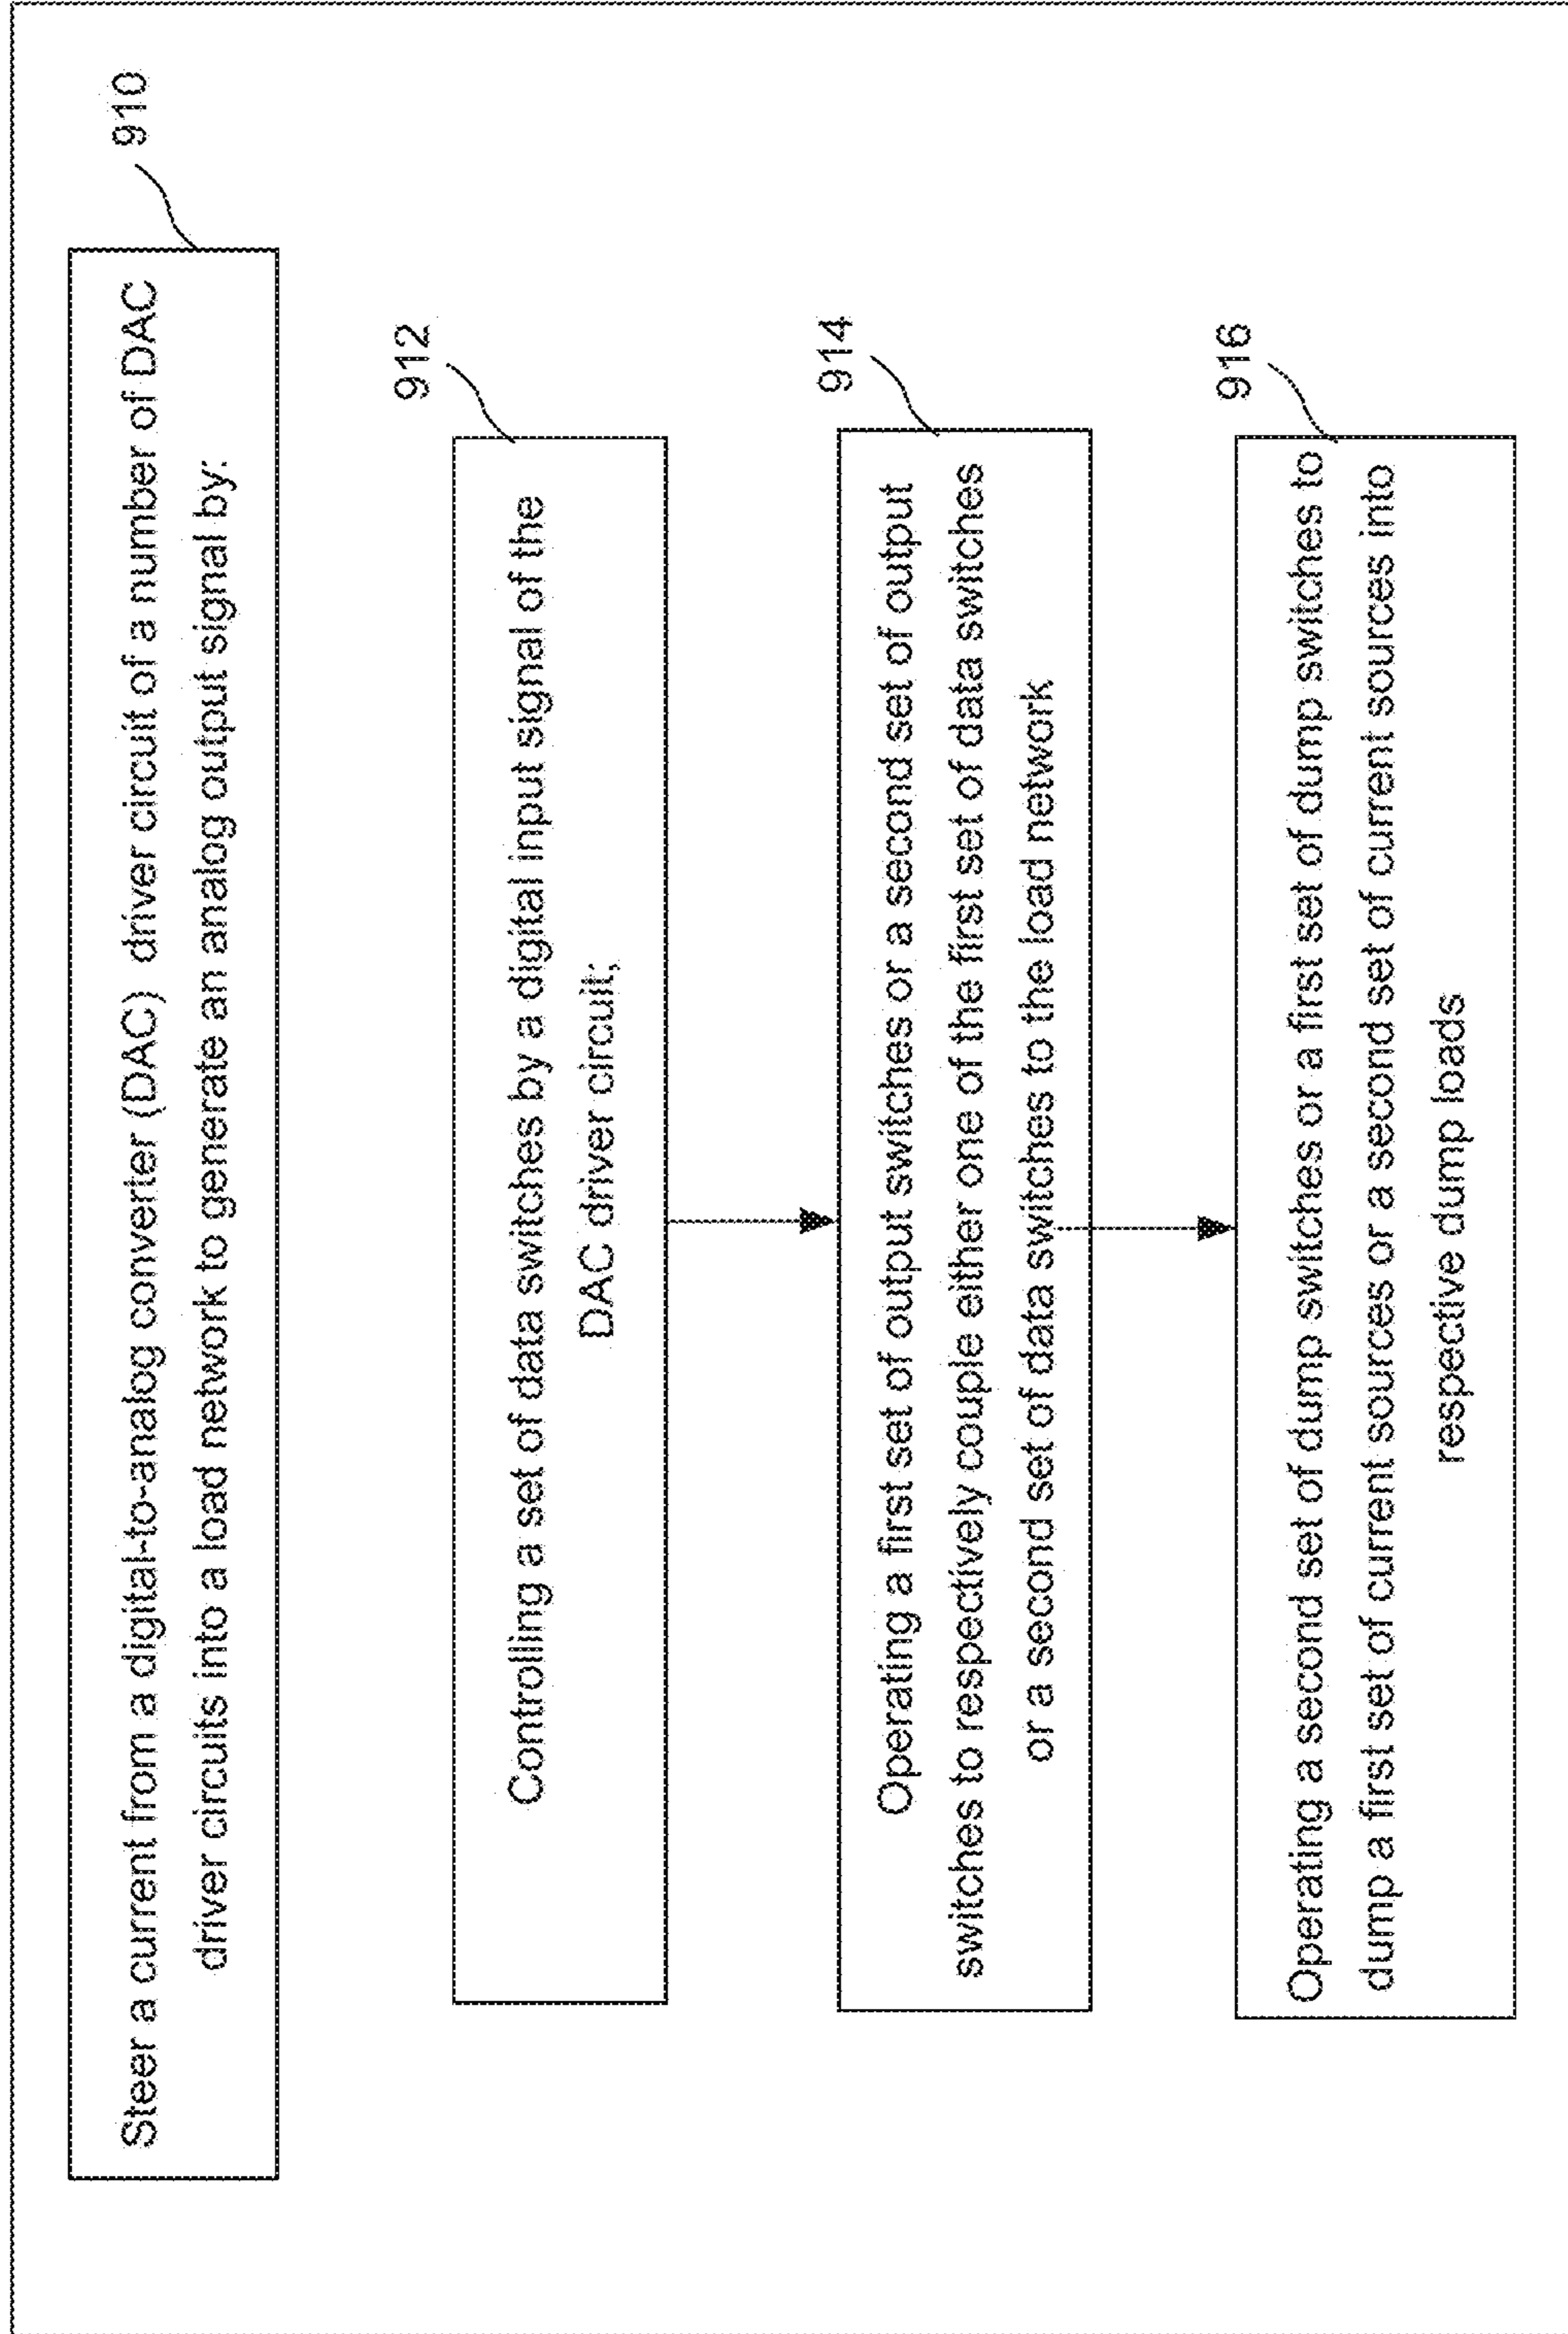 910
Steer a current from a digital-to-analog converter (DAC) driver circuit of a number of DAC
driver circuits into a load network to generate an analog output signal by:
912
Controlling a set of data switches by a digital input signal of the
DAC driver circuit;
914
Operating a first set of output switches or a second set of output
switches to respectively couple either one of the first set of data switches
or a second set of data switches to the load network
916
Operating a second set of dump switches or a first set of dump switches to
dump a first set of current sources or a second set of current sources into
respective dump loads